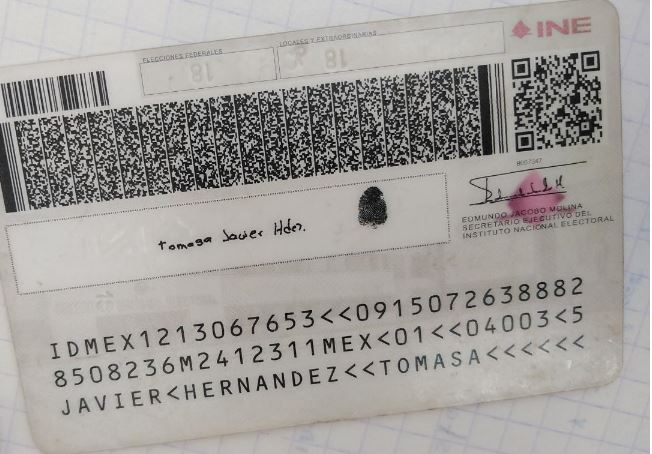 INE
ELECCIONES FEDERALES
LOCALES Y EXTRAORDINARIAS
18
18
EDMUNDO JACOBO MOLINA
SECRETARIO EJECUTIVO DEL
INSTITUTO NACIONAL ELECTORAL
Tomasa Javier Hdez.
IDMEX1213067653<<0915072638882
8508236M2412311MEX<01<<04003<5
JAVIER<HERNANDEZ<<TOMASA<<<<<<